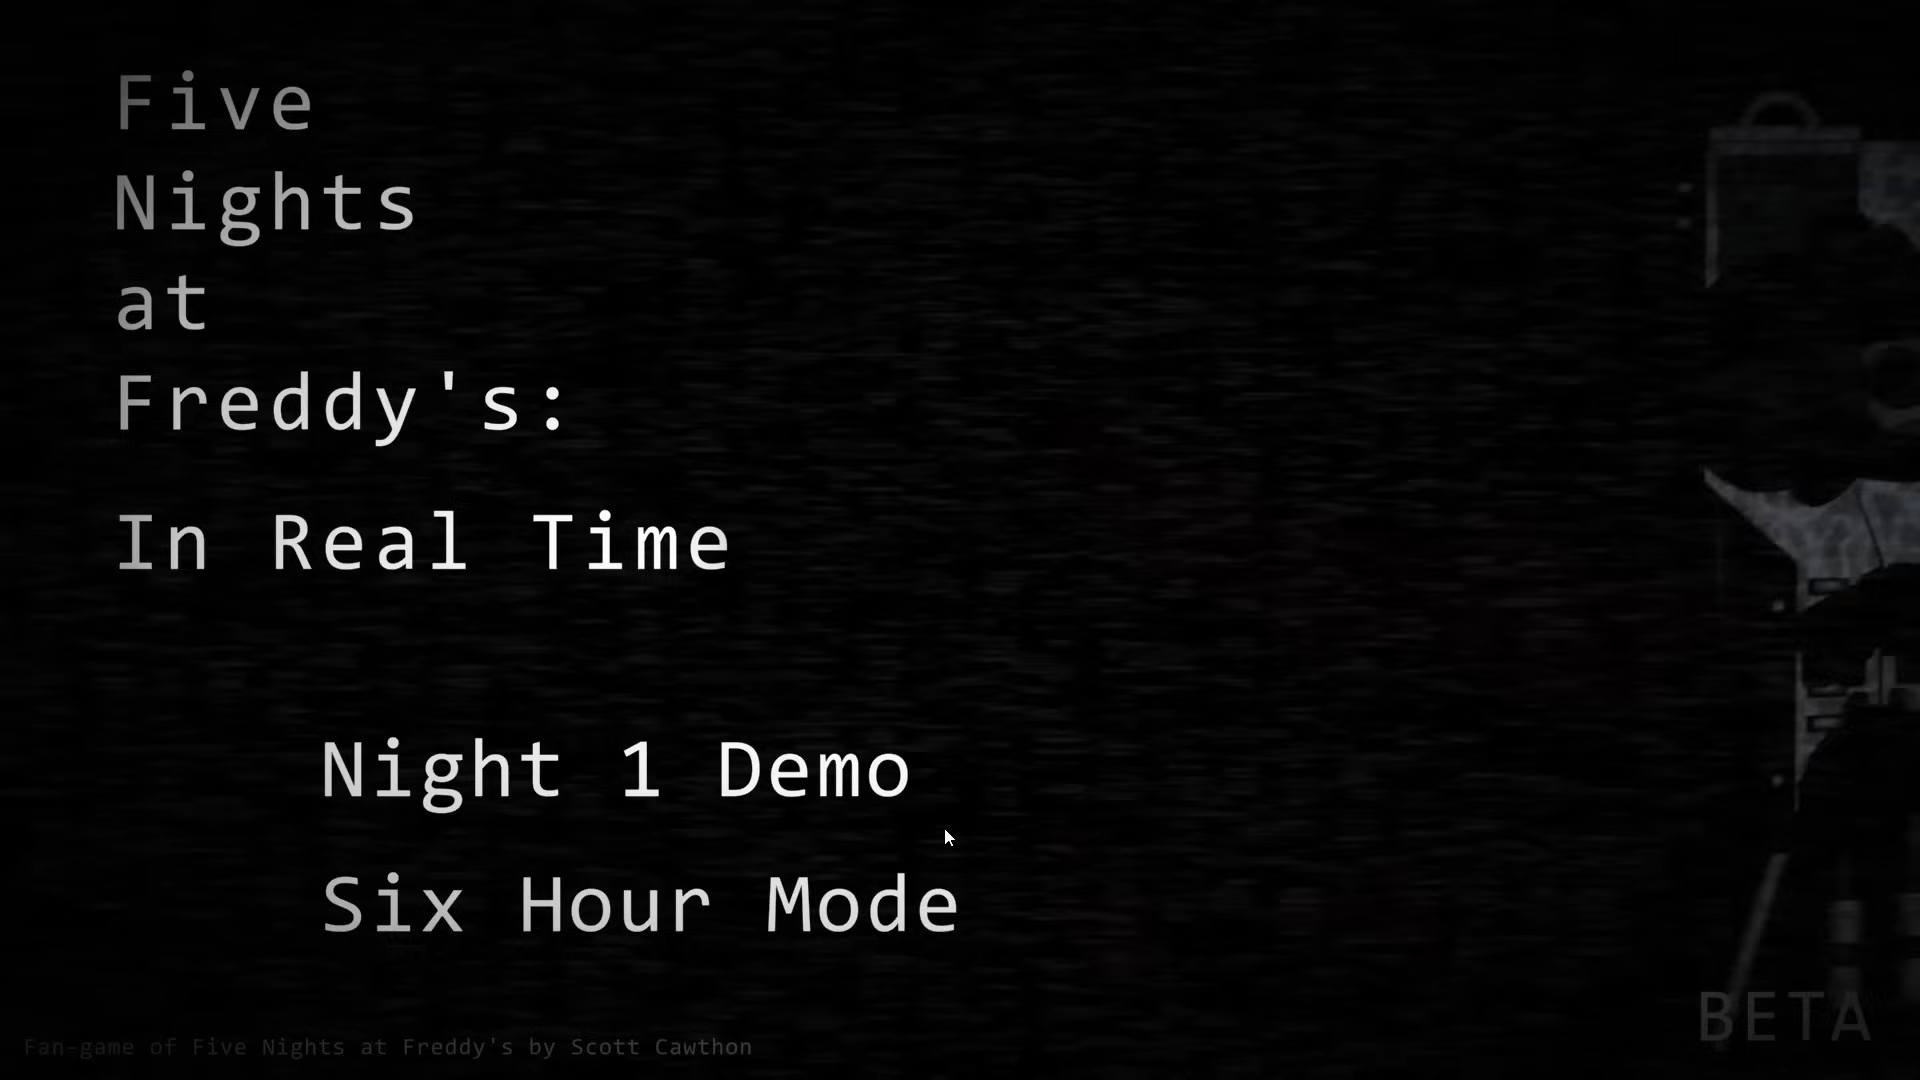 Five
Nights
at
Freddy's:
In Real Time
Night 1 Demo
Six Hour Mode
BETA
Fan-game of Five Nights at Freddy's by Scott Cawthon